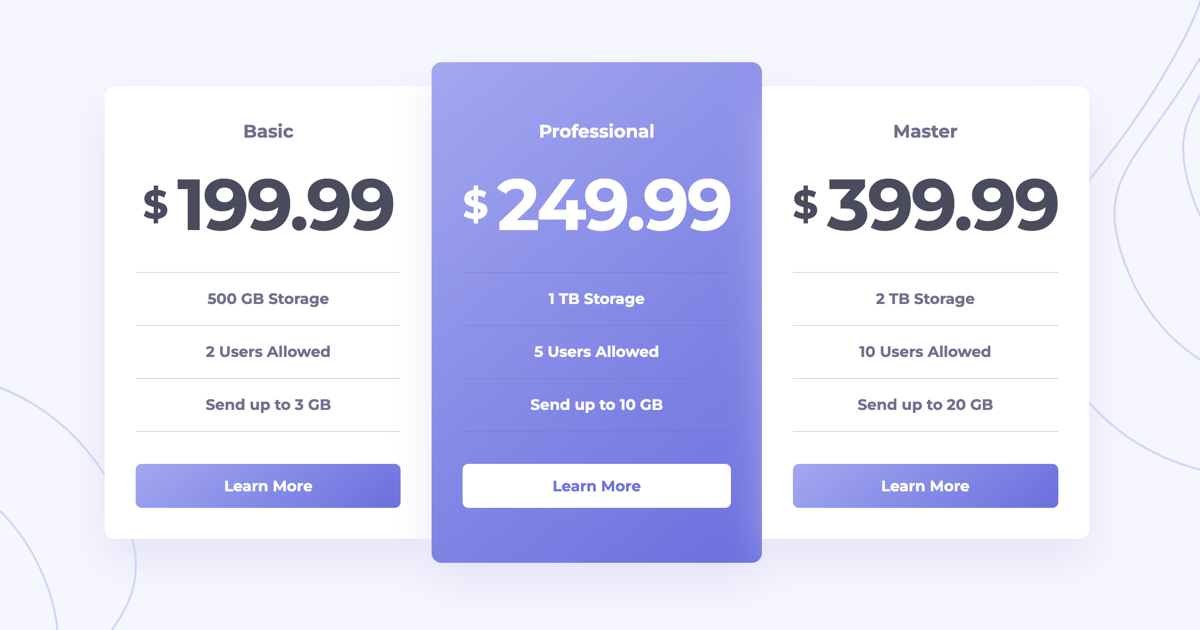 Basic
$ 199.99
500 GB Storage
2 Users Allowed
Send up to 3 GB
Learn More
Professional
$ 249.99
1 TB Storage
5 Users Allowed
Send up to 10 GB
Learn More
Master
$ 399.99
2 TB Storage
10 Users Allowed
Send up to 20 GB
Learn More